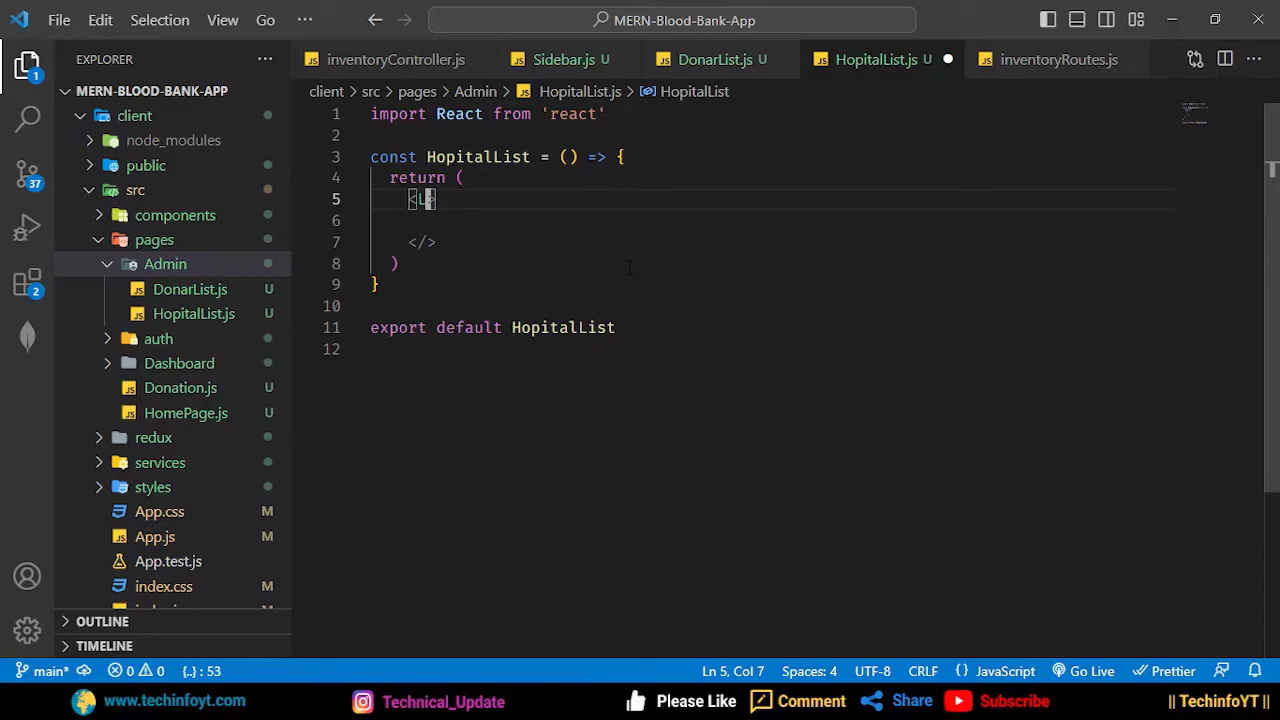 File Edit Selection View Go ··· MERN-Blood-Bank-App
EXPLORER ···
inventoryController.js Sidebar.js U DonarList.js U HopitalList.js U inventoryRoutes.js ···
MERN-BLOOD-BANK-APP
client > src > pages > Admin > HopitalList.js > HopitalList
client
node_modules
public
src
components
pages
Admin
DonarList.js U
HopitalList.js U
auth
Dashboard
Donation.js U
HomePage.js U
redux
services
styles
App.css M
App.js M
App.test.js
index.css M
OUTLINE
TIMELINE
1
37
2
1 import React from 'react'
2
3 const HopitalList = () => {
4 return (
5 <L>
6
7 </>
8 )
9 }
10
11 export default HopitalList
12
main* 0 0 {..} : 53 Ln 5, Col 7 Spaces: 4 UTF-8 CRLF {} JavaScript Go Live Prettier
www.techinfoyt.com Technical_Update Please Like Comment Share Subscribe || TechinfoYT ||